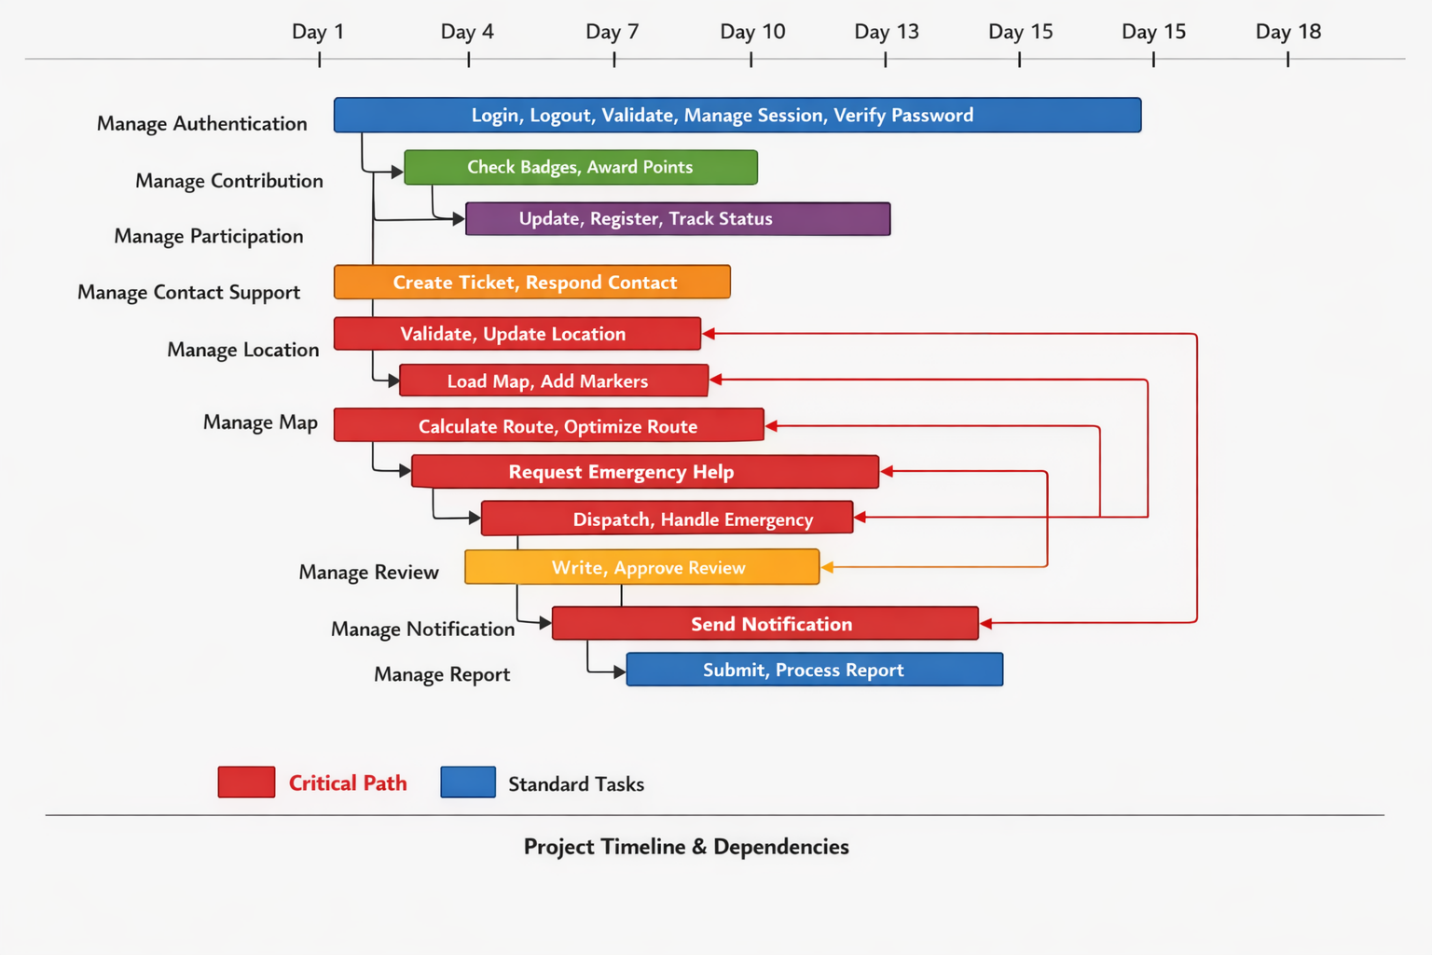 Day 1 Day 4 Day 7 Day 10 Day 13 Day 15 Day 15 Day 18
Manage Authentication
Login, Logout, Validate, Manage Session, Verify Password
Manage Contribution
Check Badges, Award Points
Manage Participation
Update, Register, Track Status
Manage Contact Support
Create Ticket, Respond Contact
Manage Location
Validate, Update Location
Load Map, Add Markers
Manage Map
Calculate Route, Optimize Route
Request Emergency Help
Dispatch, Handle Emergency
Manage Review
Write, Approve Review
Manage Notification
Send Notification
Manage Report
Submit, Process Report
Critical Path
Standard Tasks
Project Timeline & Dependencies